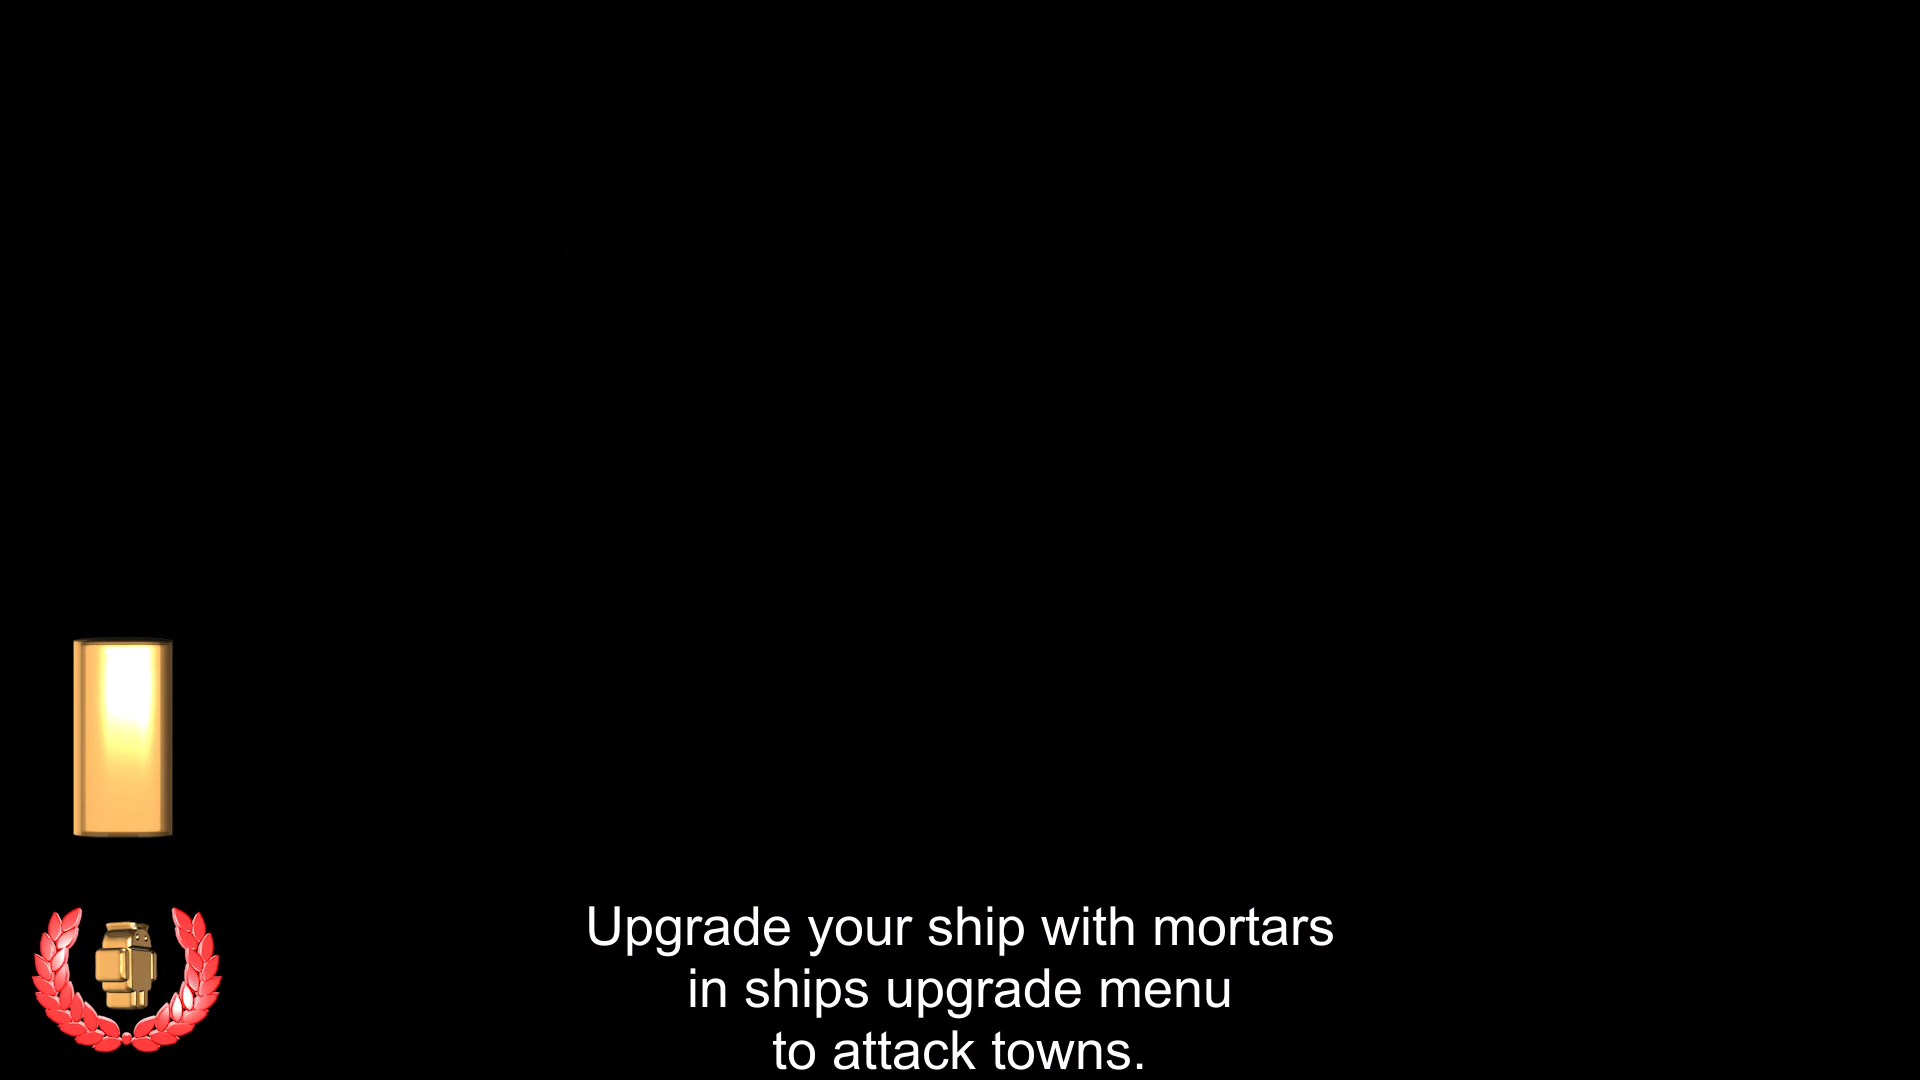 Upgrade your ship with mortars
in ships upgrade menu
to attack towns.